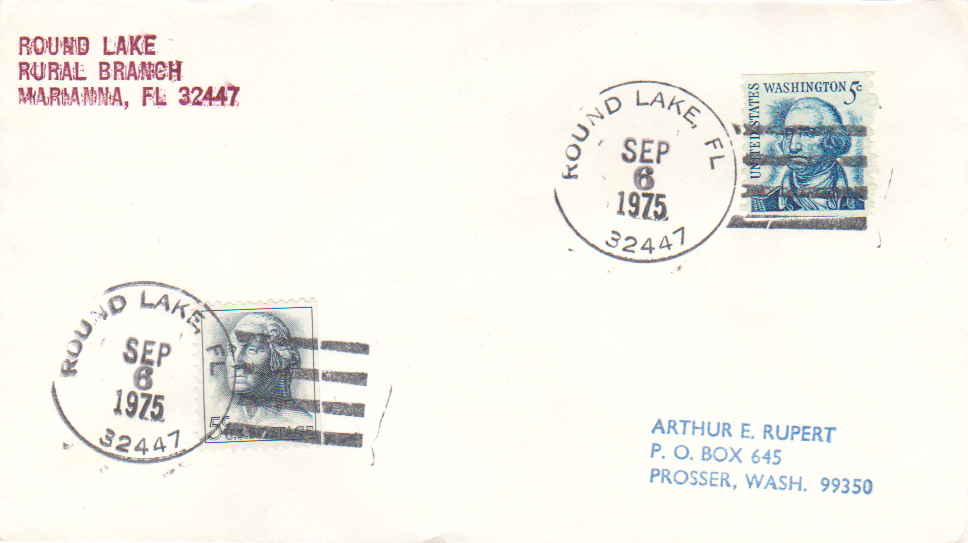 ROUND LAKE
RURAL BRANCH
MARIANNA, FL 32447
ROUND LAKE, FL
SEP
6
1975
32447
UNITED STATES
WASHINGTON 5c
ROUND LAKE, FL
SEP
6
1975
32447
5c U.S. POSTAGE
ARTHUR E. RUPERT
P. O. BOX 645
PROSSER, WASH. 99350